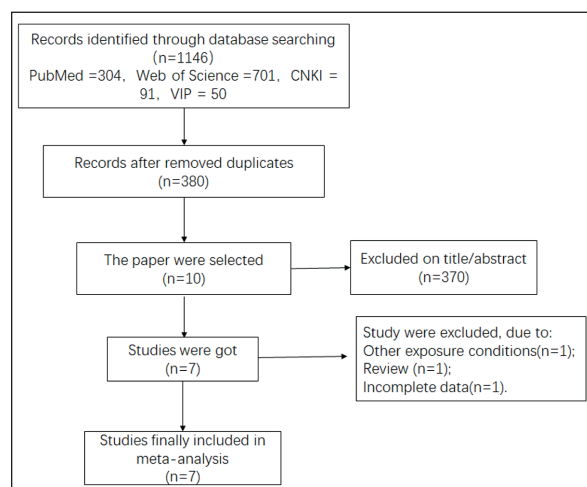 Records identified through database searching
(n=1146)
PubMed =304, Web of Science =701, CNKI =
91, VIP = 50
Records after removed duplicates
(n=380)
The paper were selected
(n=10)
Excluded on title/abstract
(n=370)
Studies were got
(n=7)
Study were excluded, due to:
Other exposure conditions(n=1);
Review (n=1);
Incomplete data(n=1).
Studies finally included in
meta-analysis
(n=7)